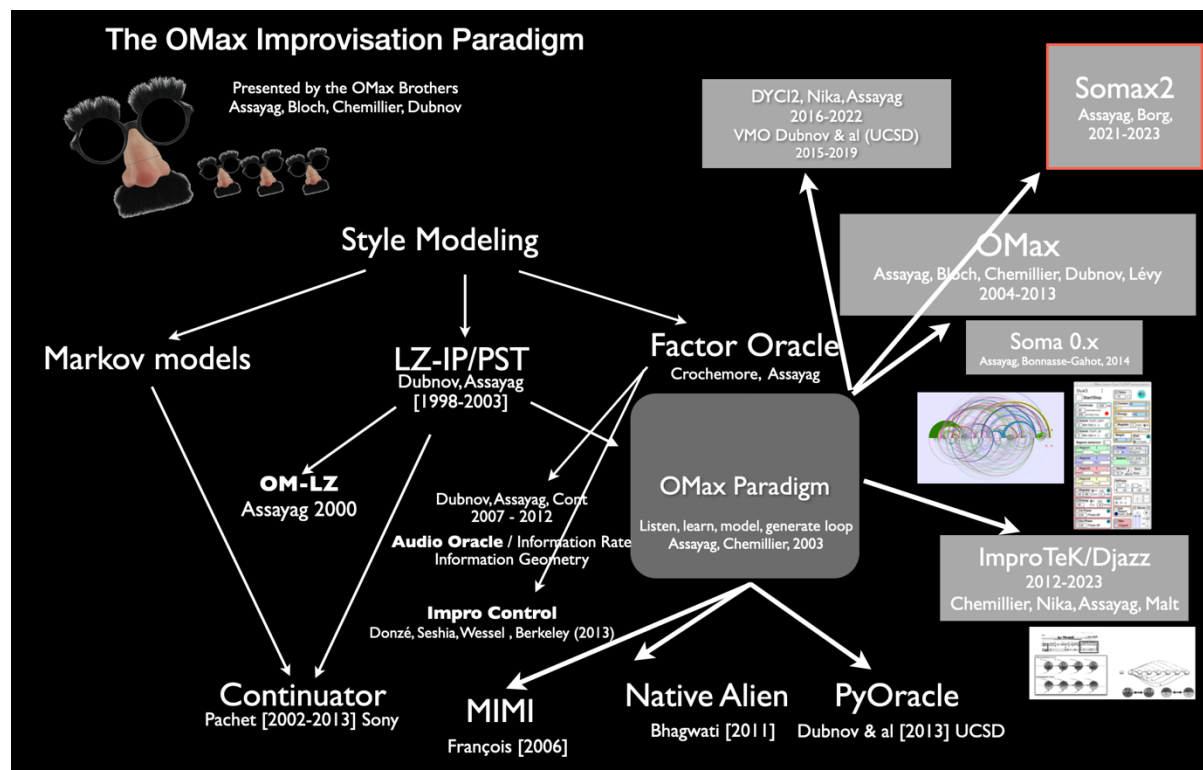 The OMax Improvisation Paradigm
Presented by the OMax Brothers
Assayag, Bloch, Chemillier, Dubnov
DYCI2, Nika, Assayag
2016-2022
VMO Dubnov & al (UCSD)
2015-2019
Somax2
Assayag, Borg,
2021-2023
Style Modeling
OMax
Assayag, Bloch, Chemillier, Dubnov, Lévy
2004-2013
Markov models
LZ-IP/PST
Dubnov, Assayag
[1998-2003]
Factor Oracle
Crochemore, Assayag
Soma 0.x
Assayag, Bonnasse-Gahot, 2014
OM-LZ
Assayag 2000
Dubnov, Assayag, Cont
2007 - 2012
Audio Oracle / Information Rate
Information Geometry
OMax Paradigm
Listen, learn, model, generate loop
Assayag, Chemillier, 2003
ImproTeK/Djazz
2012-2023
Chemillier, Nika, Assayag, Malt
Impro Control
Donzé, Seshia, Wessel , Berkeley (2013)
Continuator
Pachet [2002-2013] Sony
MIMI
François [2006]
Native Alien
Bhagwati [2011]
PyOracle
Dubnov & al [2013] UCSD